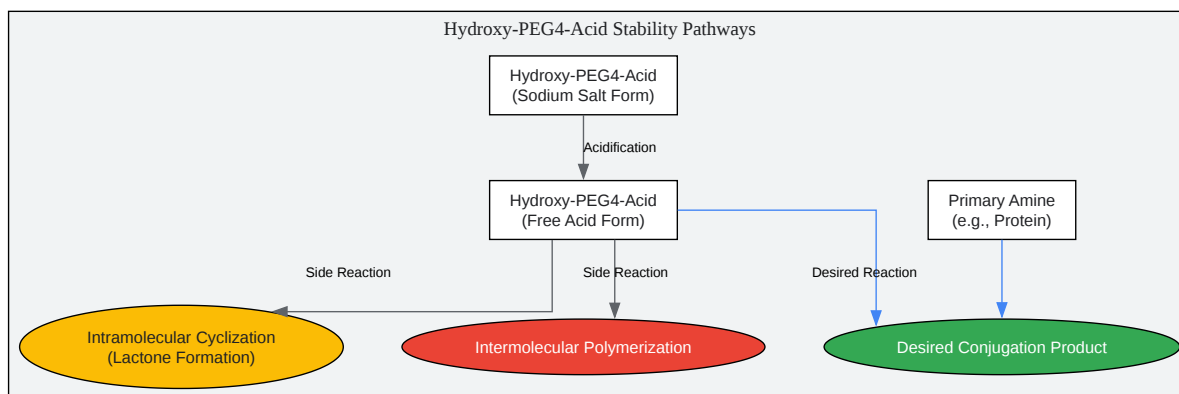 Hydroxy-PEG4-Acid Stability Pathways
Hydroxy-PEG4-Acid
(Sodium Salt Form)
Acidification
Hydroxy-PEG4-Acid
(Free Acid Form)
Primary Amine
(e.g., Protein)
Side Reaction
Side Reaction
Desired Reaction
Intramolecular Cyclization
(Lactone Formation)
Intermolecular Polymerization
Desired Conjugation Product